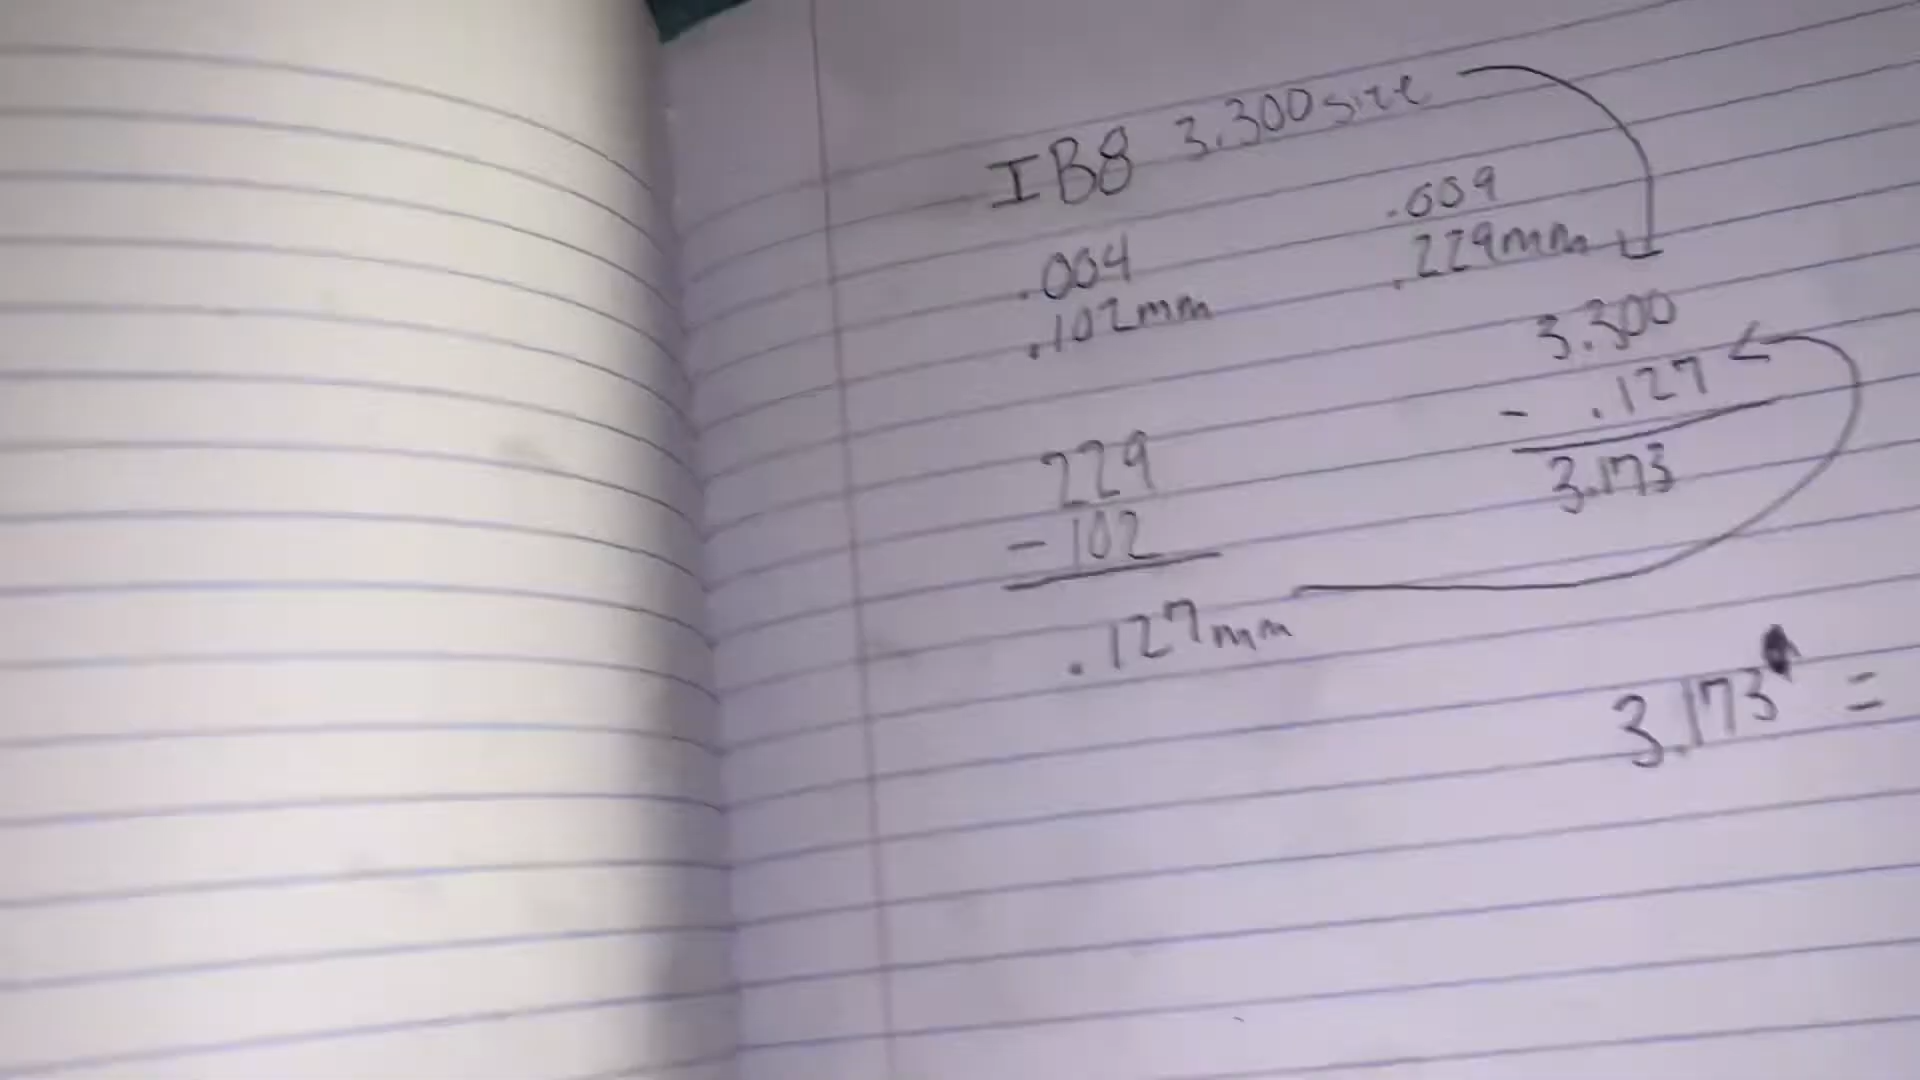 IB8 3.300 size
.004
.102mm
.009
.229mm
229
- 102
.127mm
3.300
- .127
3.173
3.173 =